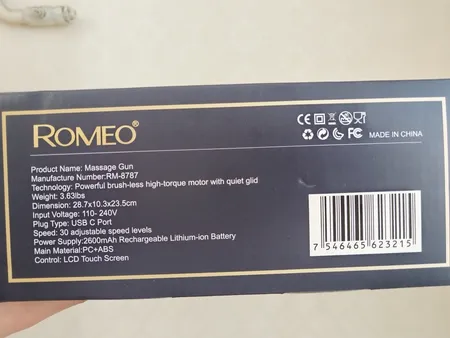 ROMEO®
Product Name: Massage Gun
Manufacture Number:RM-8787
Technology: Powerful brush-less high-torque motor with quiet glid
Weight: 3.63lbs
Dimension: 28.7x10.3x23.5cm
Input Voltage: 110- 240V
Plug Type: USB C Port
Speed: 30 adjustable speed levels
Power Supply:2600mAh Rechargeable Lithium-ion Battery
Main Material:PC+ABS
Control: LCD Touch Screen
CE
MADE IN CHINA
7 546465 623215